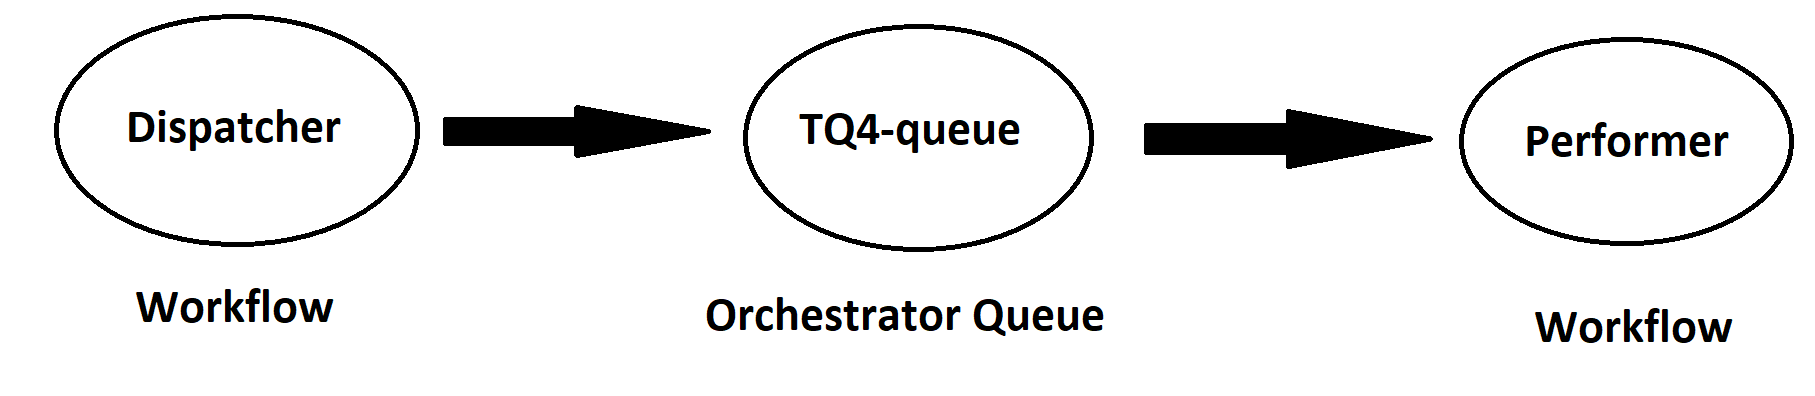 Dispatcher
TQ4-queue
Performer
Workflow
Orchestrator Queue
Workflow